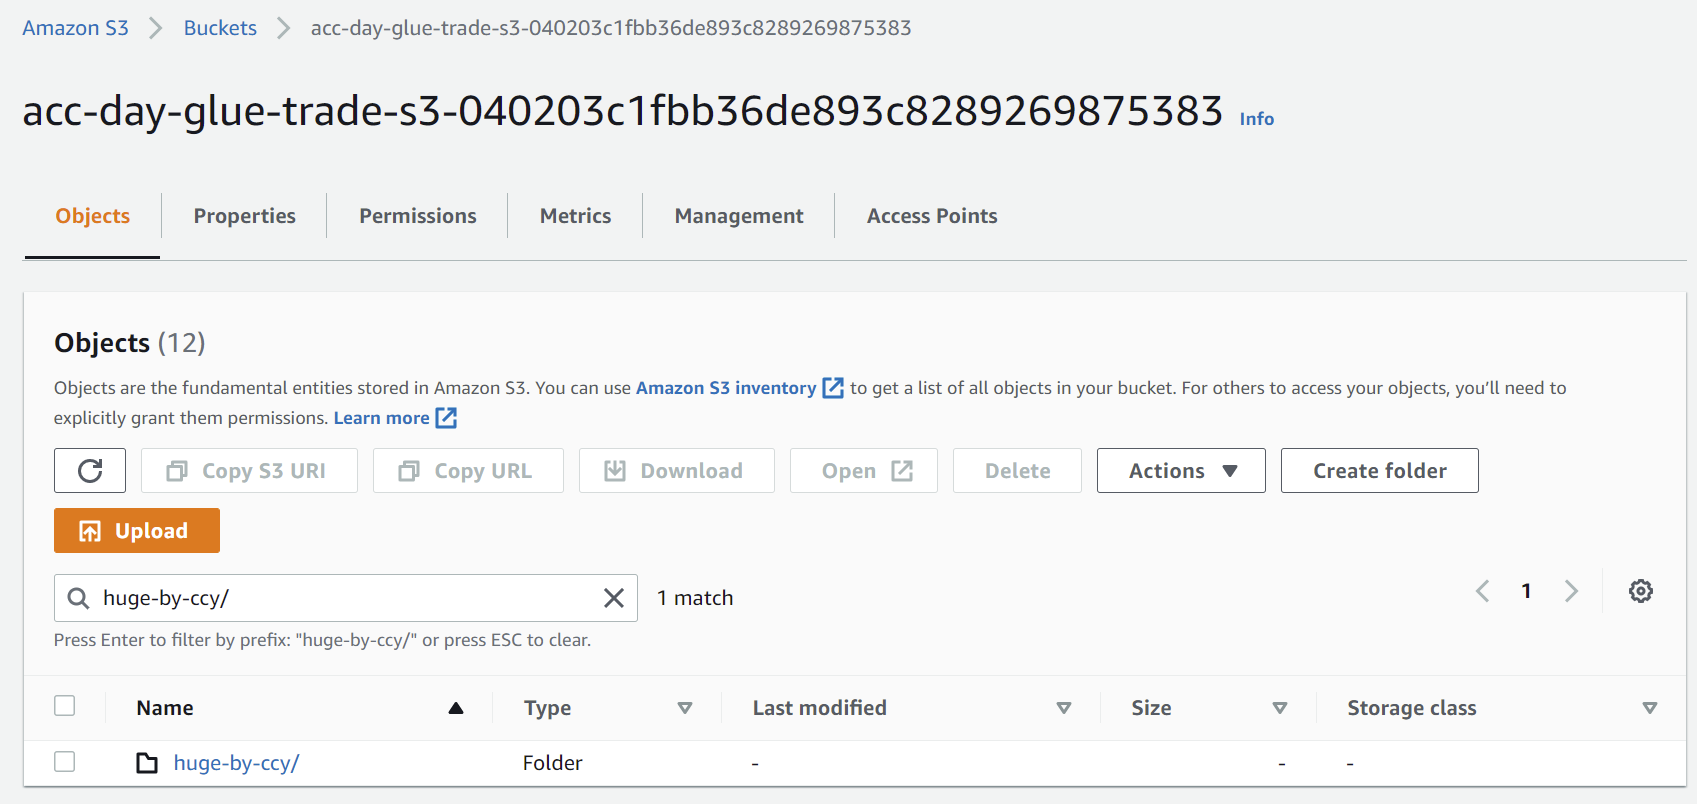 Amazon S3 Buckets acc-day-glue-trade-s3-040203c1fbb36de893c8289269875383
acc-day-glue-trade-s3-040203c1fbb36de893c8289269875383 Info
Objects Properties Permissions Metrics Management Access Points
Objects (12)
Objects are the fundamental entities stored in Amazon S3. You can use Amazon S3 inventory to get a list of all objects in your bucket. For others to access your objects, you’ll need to
explicitly grant them permissions. Learn more
Copy S3 URI Copy URL Download Open Delete Actions Create folder
Upload
huge-by-ccy/ 1 match 1
Press Enter to filter by prefix: "huge-by-ccy/" or press ESC to clear.
Name Type Last modified Size Storage class
huge-by-ccy/ Folder - - -